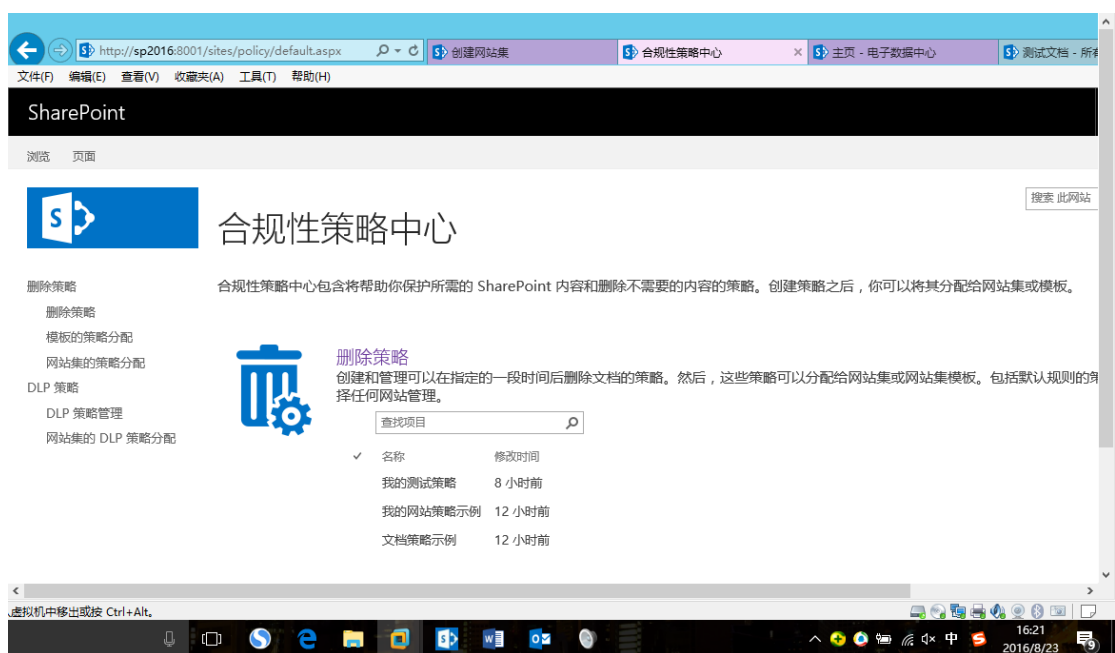 http://sp2016:8001/sites/policy/default.aspx 创建网站集 合规性策略中心 主页 - 电子数据中心 测试文档 - 所有
文件(F) 编辑(E) 查看(V) 收藏夹(A) 工具(T) 帮助(H)
SharePoint
浏览 页面
搜索 此网站
合规性策略中心
删除策略
删除策略
模板的策略分配
网站集的策略分配
DLP 策略
DLP 策略管理
网站集的 DLP 策略分配
合规性策略中心包含将帮助你保护所需的 SharePoint 内容和删除不需要的内容的策略。创建策略之后，你可以将其分配给网站集或模板。
删除策略
创建和管理可以在指定的一段时间后删除文档的策略。然后，这些策略可以分配给网站集或网站集模板。包括默认规则的策
择任何网站管理。
查找项目
名称 修改时间
我的测试策略 8 小时前
我的网站策略示例 12 小时前
文档策略示例 12 小时前
虚拟机中移出或按 Ctrl+Alt。
中 16:21
2016/8/23